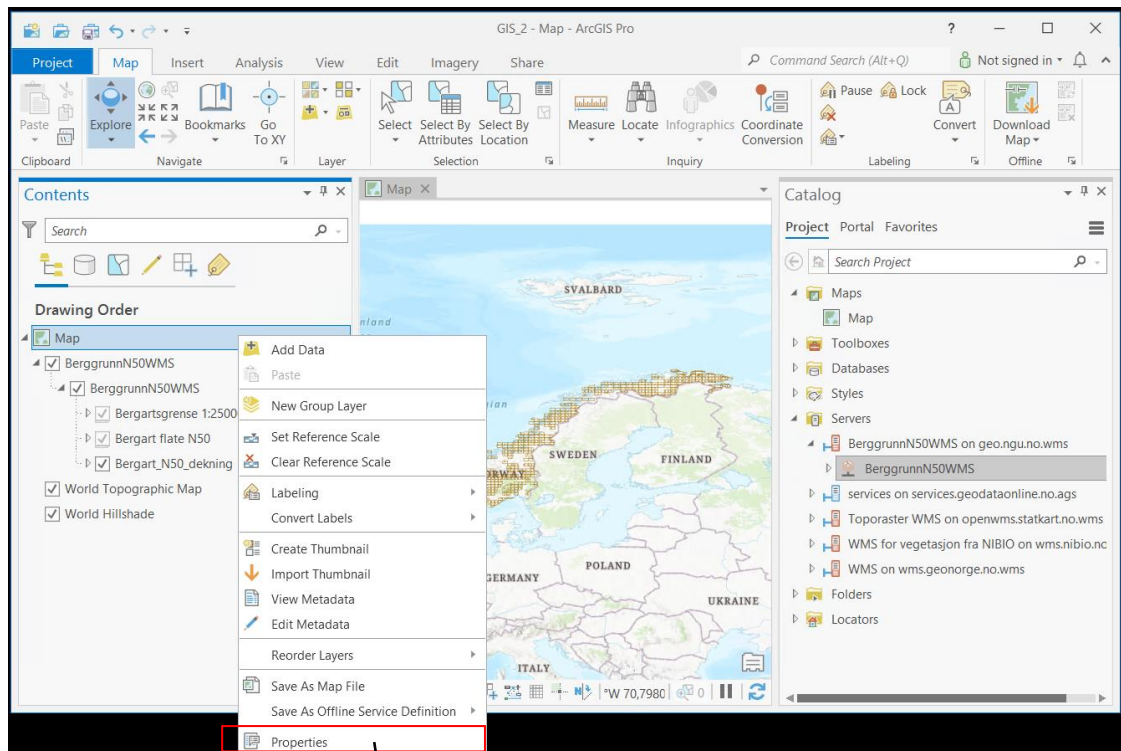 GIS_2 - Map - ArcGIS Pro
?
Project Map Insert Analysis View Edit Imagery Share
Command Search (Alt+Q)
Not signed in
Paste
Clipboard
Explore
Bookmarks
Go
To XY
Navigate
Layer
Select
Select By
Attributes
Select By
Location
Selection
Measure
Locate
Infographics
Coordinate
Conversion
Inquiry
Pause
Lock
Convert
Labeling
Download
Map
Offline
Contents
Search
Drawing Order
Map
BerggrunnN50WMS
BerggrunnN50WMS
Bergartsgrense 1:2500
Bergart flate N50
Bergart_N50_dekning
World Topographic Map
World Hillshade
Add Data
Paste
New Group Layer
Set Reference Scale
Clear Reference Scale
Labeling
Convert Labels
Create Thumbnail
Import Thumbnail
View Metadata
Edit Metadata
Reorder Layers
Save As Map File
Save As Offline Service Definition
Properties
Map
SVALBARD
nland
ian
SWEDEN
FINLAND
RWAY
GERMANY
POLAND
UKRAINE
ITALY
°W 70,7980
0
Catalog
Project Portal Favorites
Search Project
Maps
Map
Toolboxes
Databases
Styles
Servers
BerggrunnN50WMS on geo.ngu.no.wms
BerggrunnN50WMS
services on services.geodataonline.no.ags
Toporaster WMS on openwms.statkart.no.wms
WMS for vegetasjon fra NIBIO on wms.nibio.nc
WMS on wms.geonorge.no.wms
Folders
Locators